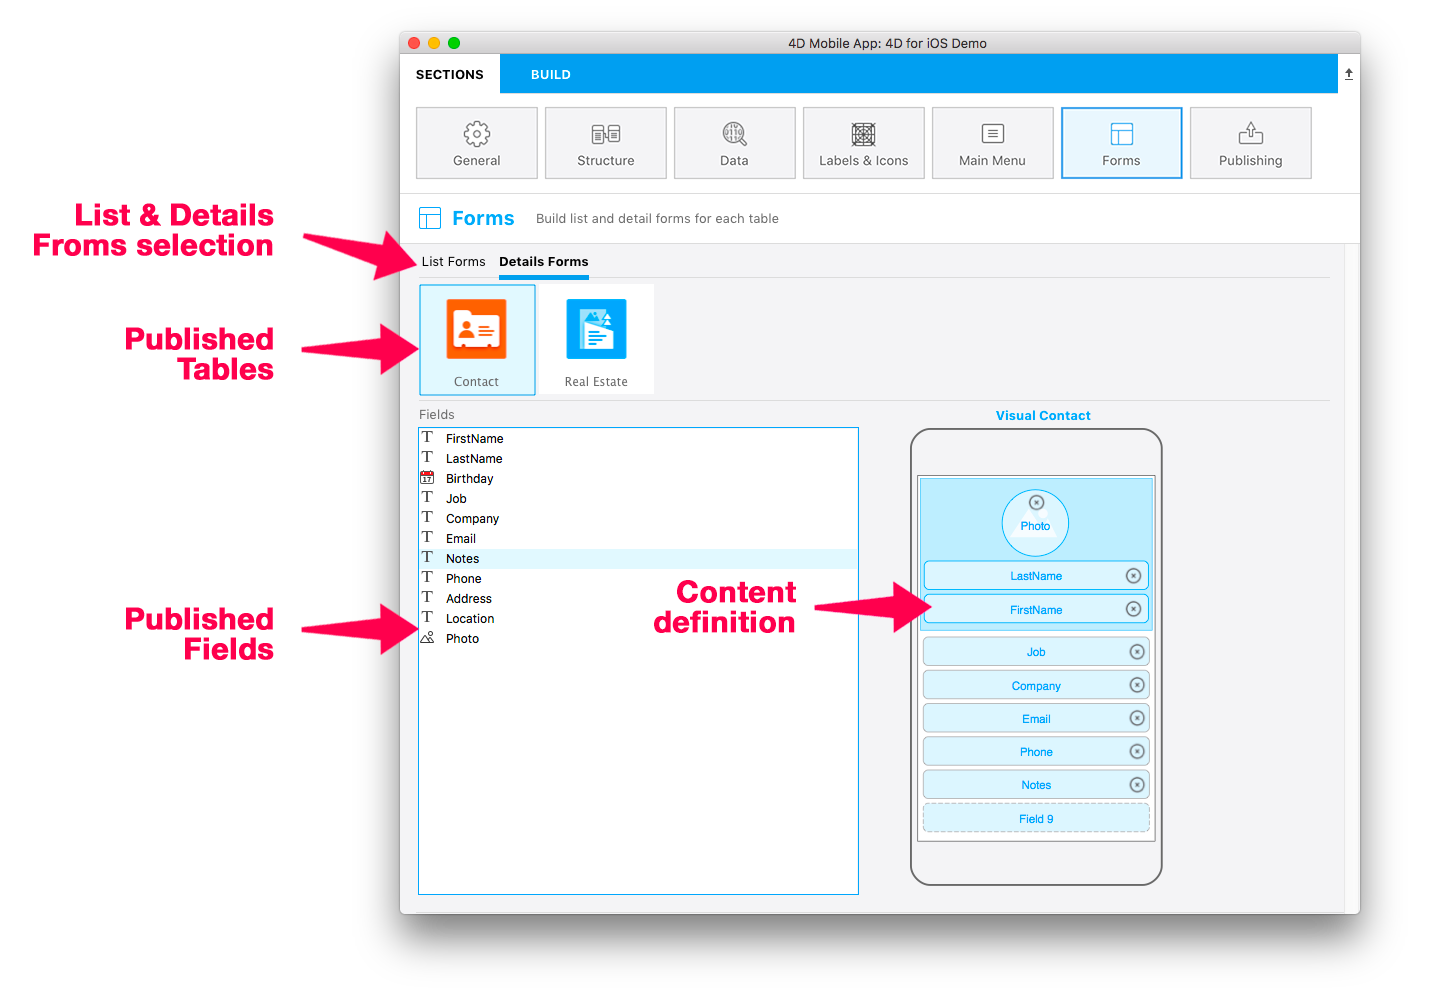 4D Mobile App: 4D for iOS Demo
SECTIONS
BUILD
General
Structure
Data
Labels & Icons
Main Menu
Forms
Publishing
Forms
Build list and detail forms for each table
List & Details
Froms selection
List Forms
Details Forms
Published
Tables
Contact
Real Estate
Fields
Visual Contact
FirstName
LastName
17
Birthday
Job
Company
Email
Notes
Phone
Address
Location
Photo
Published
Fields
Content
definition
Photo
LastName
FirstName
Job
Company
Email
Phone
Notes
Field 9